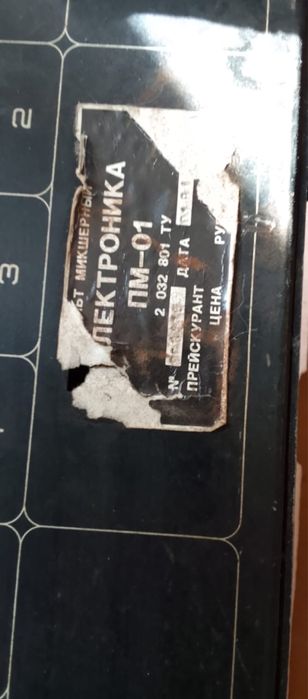 ЬТ МИКШЕРНЫЙ
ЛЕКТРОНИКА
ПМ-01
2 032 801 ТУ
№ ДАТА
ПРЕЙСКУРАНТ
ЦЕНА РУ
2
3